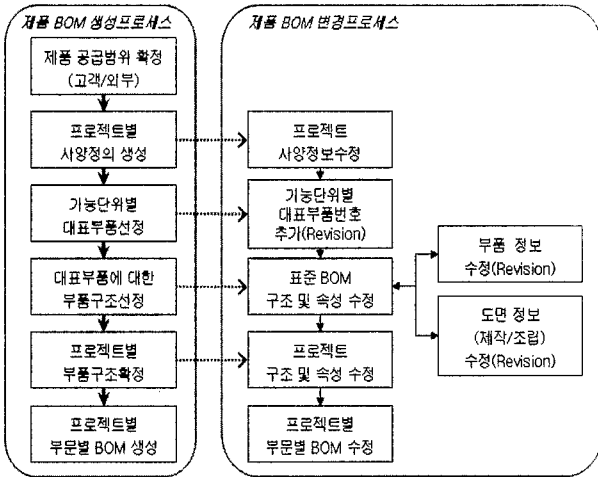 제품 BOM 생성프로세스
제품 공급범위 확정
(고객/외부)
프로젝트별
사양정의 생성
기능단위별
대표부품선정
대표부품에 대한
부품구조선정
프로젝트별
부품구조확정
프로젝트별
부문별 BOM 생성
제품 BOM 변경프로세스
프로젝트
사양정보수정
기능단위별
대표부품번호
추가(Revision)
표준 BOM
구조 및 속성 수정
프로젝트
구조 및 속성 수정
프로젝트별
부문별 BOM 수정
부품 정보
수정(Revision)
도면 정보
(제작/조립)
수정(Revision)